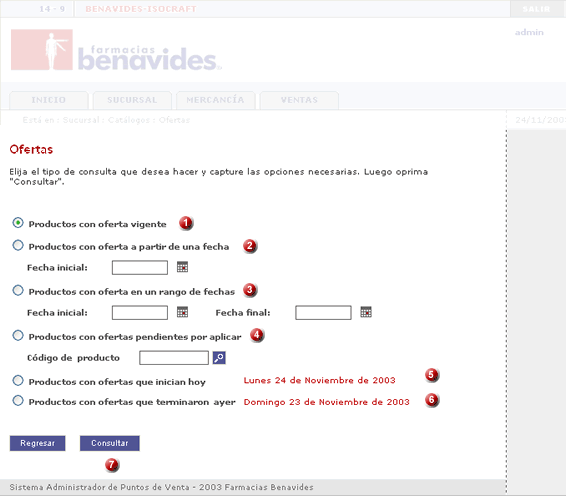 14 - 9 BENAVIDES-ISOCRAFT SALIR
admin
farmacias
benavides
INICIO SUCURSAL MERCANCÍA VENTAS
Está en : Sucursal : Catálogos : Ofertas 24/11/200
Ofertas
Elija el tipo de consulta que desea hacer y capture las opciones necesarias. Luego oprima
"Consultar".
Productos con oferta vigente 1
Productos con oferta a partir de una fecha 2
Fecha inicial:
Productos con oferta en un rango de fechas 3
Fecha inicial: Fecha final:
Productos con ofertas pendientes por aplicar 4
Código de producto
Productos con ofertas que inician hoy Lunes 24 de Noviembre de 2003 5
Productos con ofertas que terminaron ayer Domingo 23 de Noviembre de 2003 6
Regresar Consultar
7
Sistema Administrador de Puntos de Venta - 2003 Farmacias Benavides